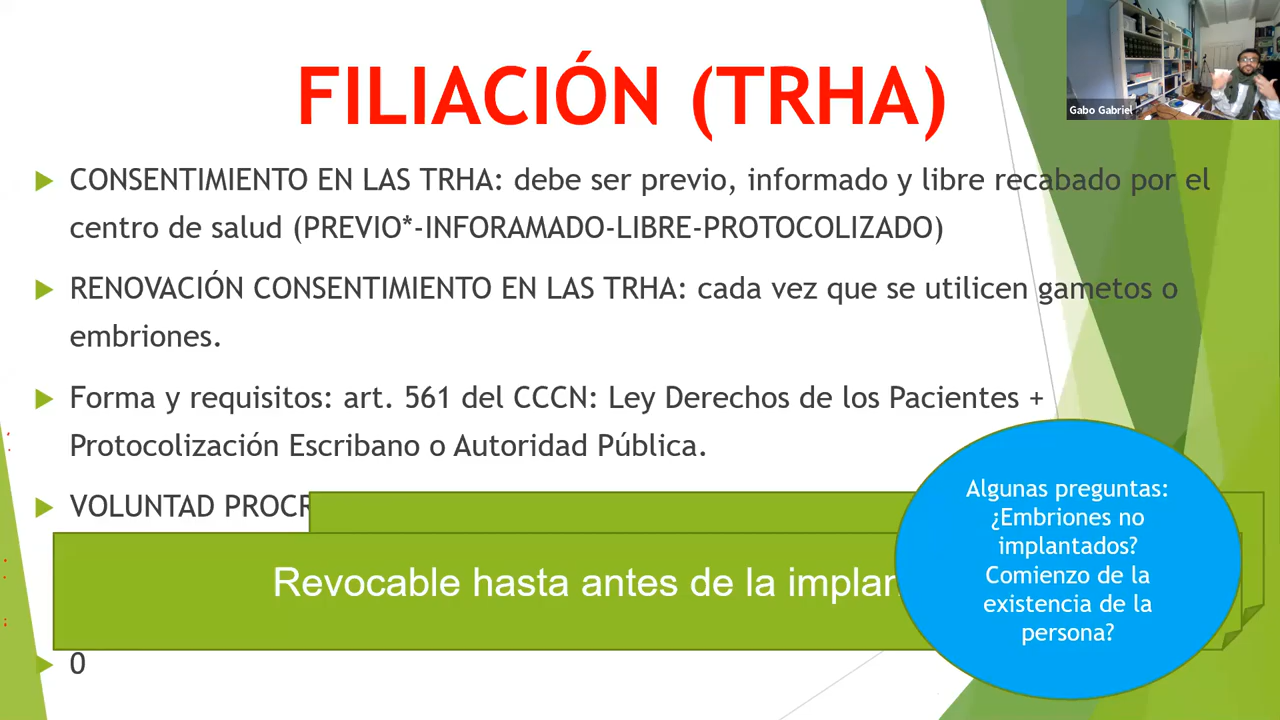 FILIACIÓN (TRHA)
Gabo Gabriel
CONSENTIMIENTO EN LAS TRHA: debe ser previo, informado y libre recabado por el
centro de salud (PREVIO*-INFORAMADO-LIBRE-PROTOCOLIZADO)
RENOVACIÓN CONSENTIMIENTO EN LAS TRHA: cada vez que se utilicen gametos o
embriones.
Forma y requisitos: art. 561 del CCCN: Ley Derechos de los Pacientes +
Protocolización Escribano o Autoridad Pública.
VOLUNTAD
Revocable hasta antes de la
Algunas preguntas:
¿Embriones no
implantados?
Comienzo de la
existencia de la
persona?
0